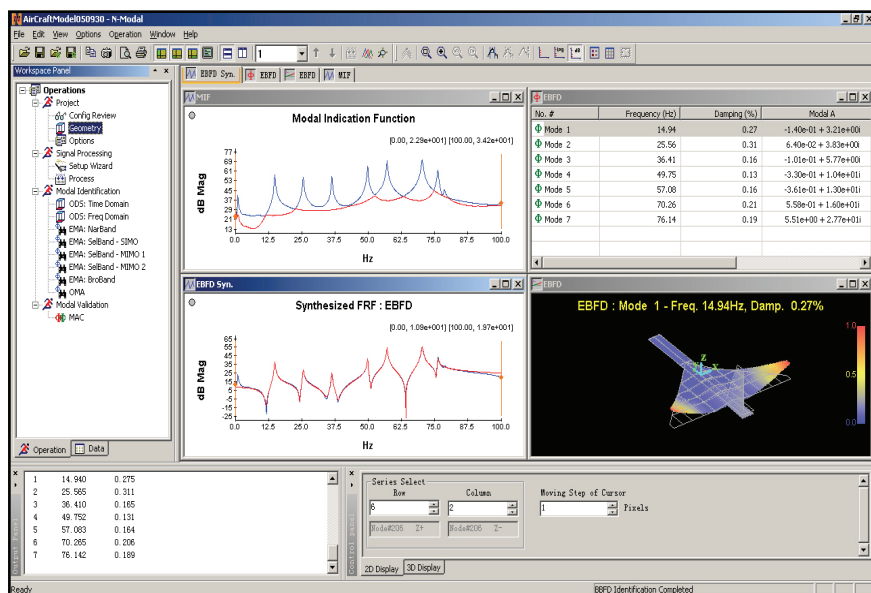 AirCraftModel050930 - N-Modal
File Edit View Options Operation Window Help
1
Workspace Panel
EBFD Syn. EBFD EBFD MIF
Operations
Project
Config Review
Geometry
Options
Signal Processing
Setup Wizard
Process
Modal Identification
ODS: Time Domain
ODS: Freq Domain
EMA: NarBand
EMA: SelBand - SIMO
EMA: SelBand - MIMO 1
EMA: SelBand - MIMO 2
EMA: BroBand
OMA
Modal Validation
MAC
Operation Data
MIF
Modal Indication Function
[0.00, 2.29e+001] [100.00, 3.42e+001]
dB Mag
77
69
61
53
45
37
29
21
13
0.0 12.5 25.0 37.5 50.0 62.5 75.0 87.5 100.0
Hz
EBFD
No. # Frequency (Hz) Damping (%) Modal A
Mode 1 14.94 0.27 -1.40e-01 + 3.21e+00i
Mode 2 25.56 0.31 6.40e-02 + 3.83e+00i
Mode 3 36.41 0.16 -1.01e-01 + 5.77e+00i
Mode 4 49.75 0.13 -3.30e-01 + 1.04e+01i
Mode 5 57.08 0.16 -3.61e-01 + 1.30e+01i
Mode 6 70.26 0.21 5.58e-01 + 1.60e+01i
Mode 7 76.14 0.19 5.51e+00 + 2.77e+01i
EBFD Syn.
Synthesized FRF : EBFD
[0.00, 1.09e+001] [100.00, 1.97e+001]
dB Mag
65
55
45
35
25
15
5
-5
-15
-25
0.0 12.5 25.0 37.5 50.0 62.5 75.0 87.5 100.0
Hz
EBFD
EBFD : Mode 1 - Freq. 14.94Hz, Damp. 0.27%
1.0
0.5
0.0
Z
X
Output Panel
1 14.940 0.275
2 25.565 0.311
3 36.410 0.165
4 49.752 0.131
5 57.083 0.164
6 70.265 0.206
7 76.142 0.189
Control panel
Series Select
Row Column Moving Step of Cursor
6 2 1 Pixels
Node#206 Z+ Node#206 Z-
2D Display 3D Display
Ready
EBFD Identification Completed